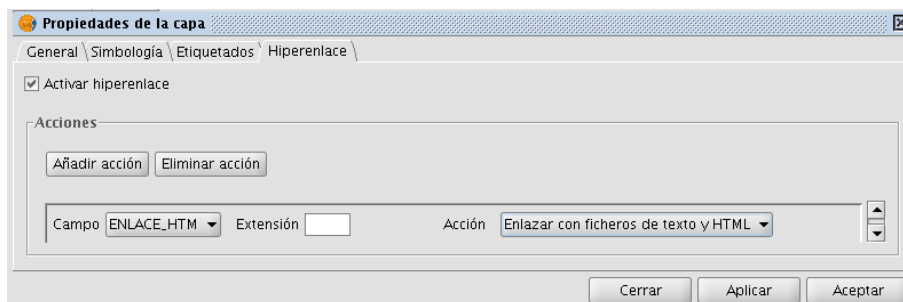 Propiedades de la capa
General Simbología Etiquetados Hiperenlace
Activar hiperenlace
Acciones
Añadir acción Eliminar acción
Campo ENLACE_HTM Extensión Acción Enlazar con ficheros de texto y HTML
Cerrar Aplicar Aceptar